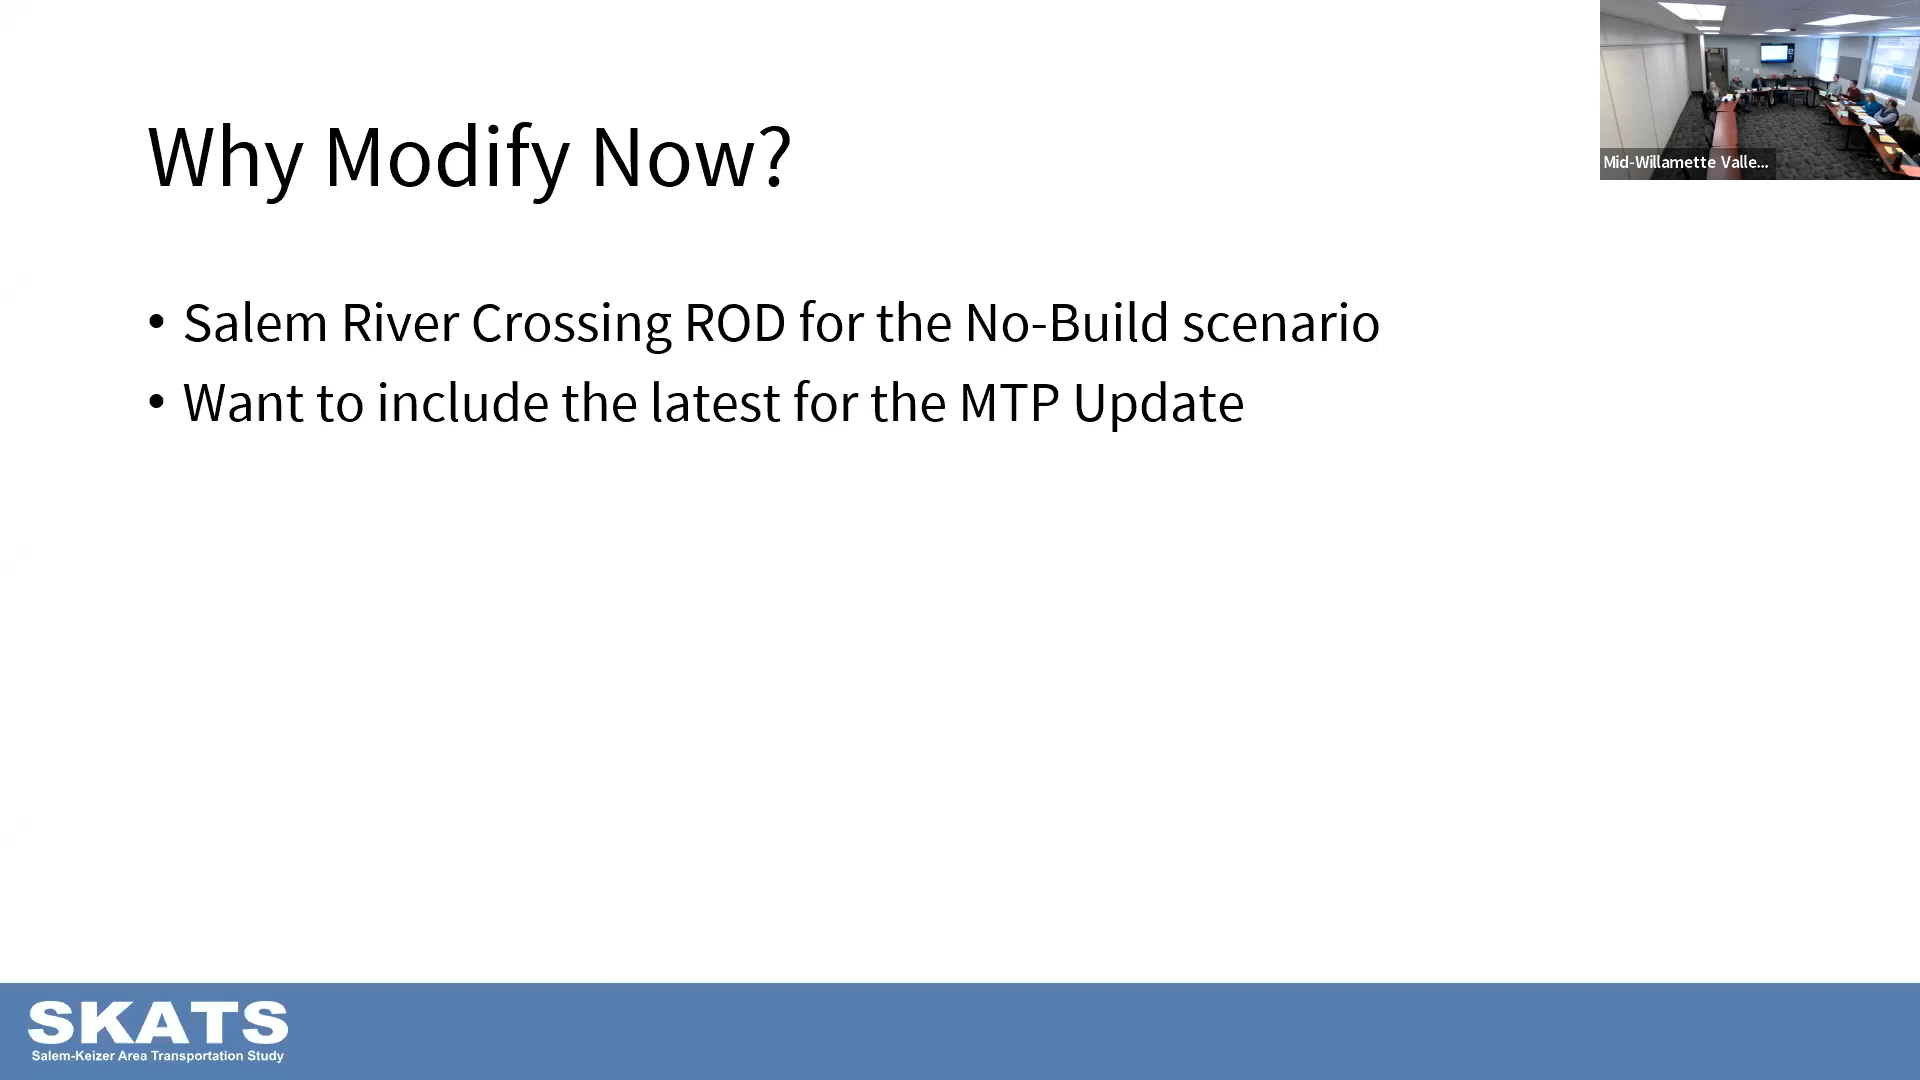 Why Modify Now?
• Salem River Crossing ROD for the No-Build scenario
• Want to include the latest for the MTP Update
Mid-Willamette Valle...
SKATS
Salem-Keizer Area Transportation Study